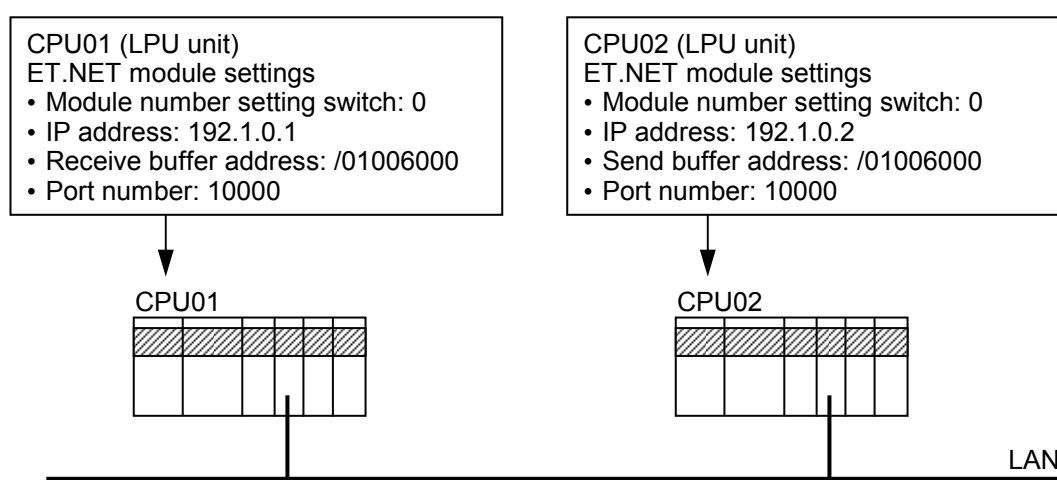 CPU01 (LPU unit)
ET.NET module settings
• Module number setting switch: 0
• IP address: 192.1.0.1
• Receive buffer address: /01006000
• Port number: 10000
CPU02 (LPU unit)
ET.NET module settings
• Module number setting switch: 0
• IP address: 192.1.0.2
• Send buffer address: /01006000
• Port number: 10000
CPU01
CPU02
LAN